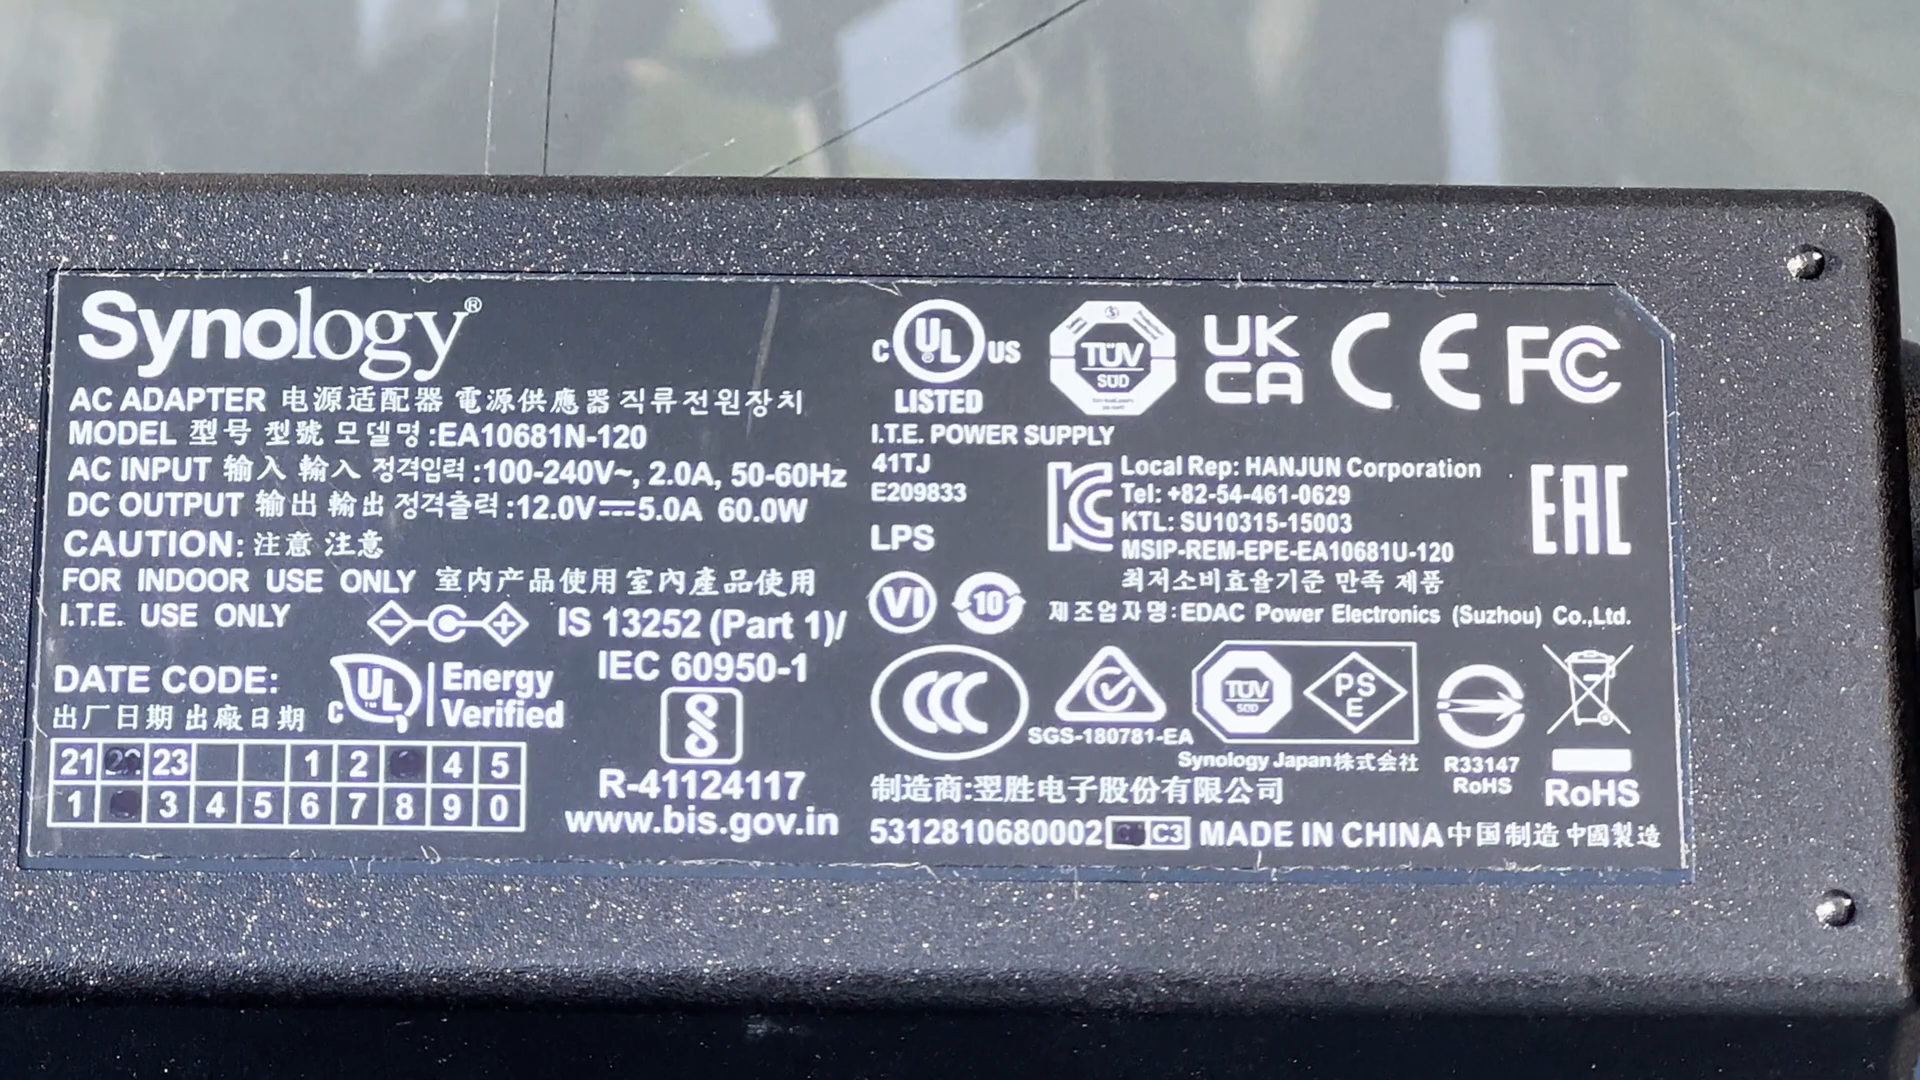 Synology®
AC ADAPTER 电源适配器 電源供應器 직류전원장치
MODEL 型号 型號 모델명:EA10681N-120
AC INPUT 输入 輸入 정격입력:100-240V~, 2.0A, 50-60Hz
DC OUTPUT 输出 輸出 정격출력:12.0V⎓5.0A 60.0W
CAUTION: 注意 注意
FOR INDOOR USE ONLY 室内产品使用 室內產品使用
I.T.E. USE ONLY
IS 13252 (Part 1)/
IEC 60950-1
DATE CODE:
出厂日期 出廠日期
C UL Energy
Verified
21 23 1 2 4 5
1 3 4 5 6 7 8 9 0
R-41124117
www.bis.gov.in
C UL® US
LISTED
TÜV
SÜD
UK
CA
CE
FC
I.T.E. POWER SUPPLY
41TJ
E209833
LPS
Local Rep: HANJUN Corporation
Tel: +82-54-461-0629
KTL: SU10315-15003
MSIP-REM-EPE-EA10681U-120
최저소비효율기준 만족 제품
EAC
VI
10
제조업자명:EDAC Power Electronics (Suzhou) Co.,Ltd.
CCC
SGS-180781-EA
TÜV
SÜD
PS
E
Synology Japan株式会社
R33147
RoHS
RoHS
制造商:翌胜电子股份有限公司
5312810680002 C3 MADE IN CHINA中国制造 中國製造